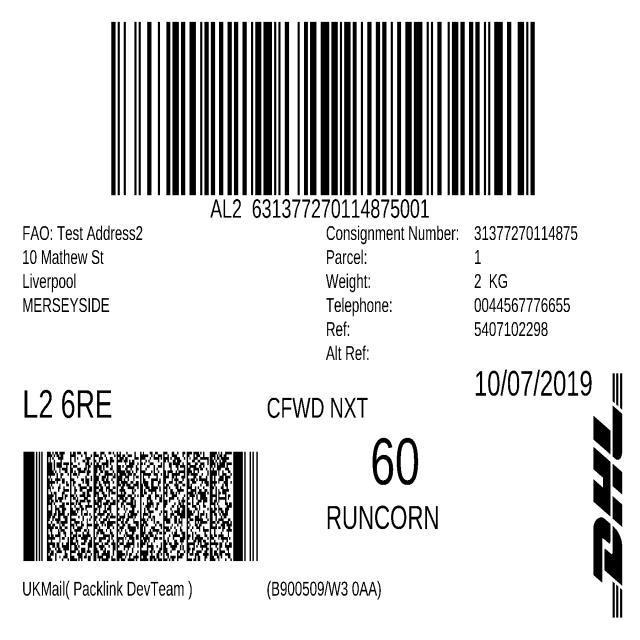 AL2 631377270114875001
FAO: Test Address2
10 Mathew St
Liverpool
MERSEYSIDE
Consignment Number: 31377270114875
Parcel: 1
Weight: 2 KG
Telephone: 0044567776655
Ref: 5407102298
Alt Ref:
10/07/2019
L2 6RE
CFWD NXT
60
RUNCORN
DHL
UKMail( Packlink DevTeam )
(B900509/W3 0AA)